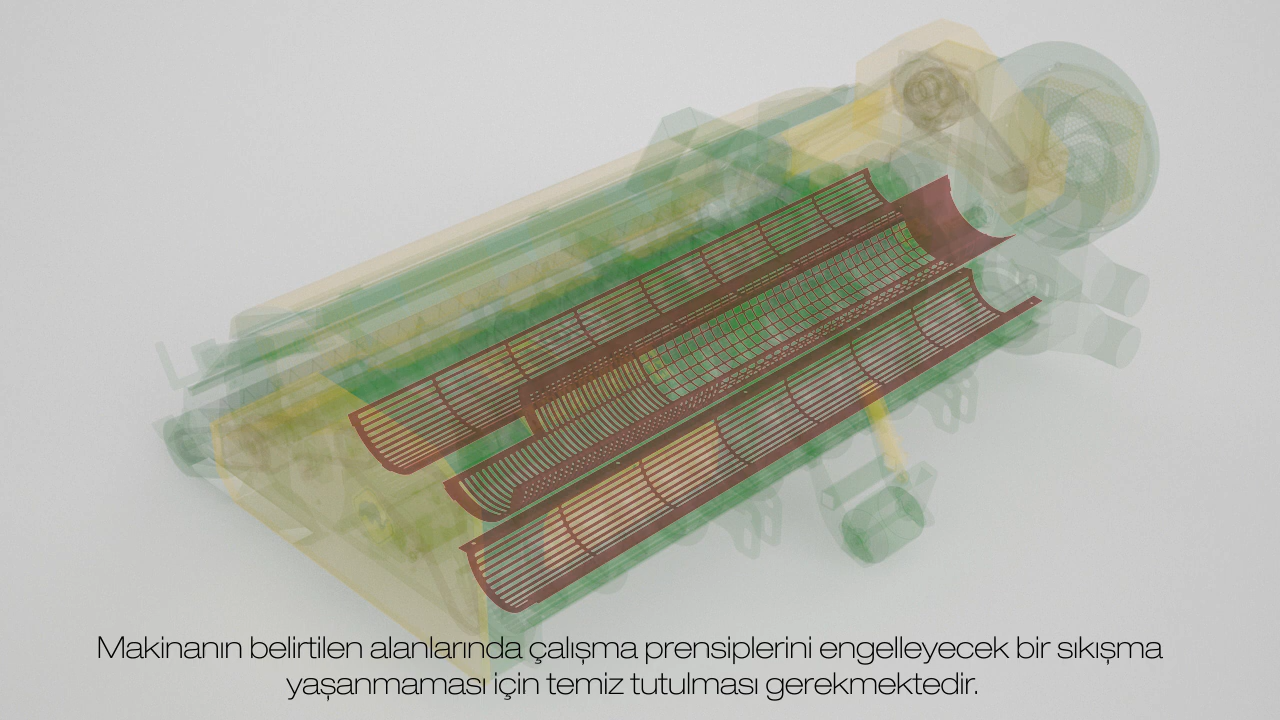 Makinanın belirtilen alanlarında çalışma prensiplerini engelleyecek bir sıkışma
yaşanmaması için temiz tutulması gerekmektedir.